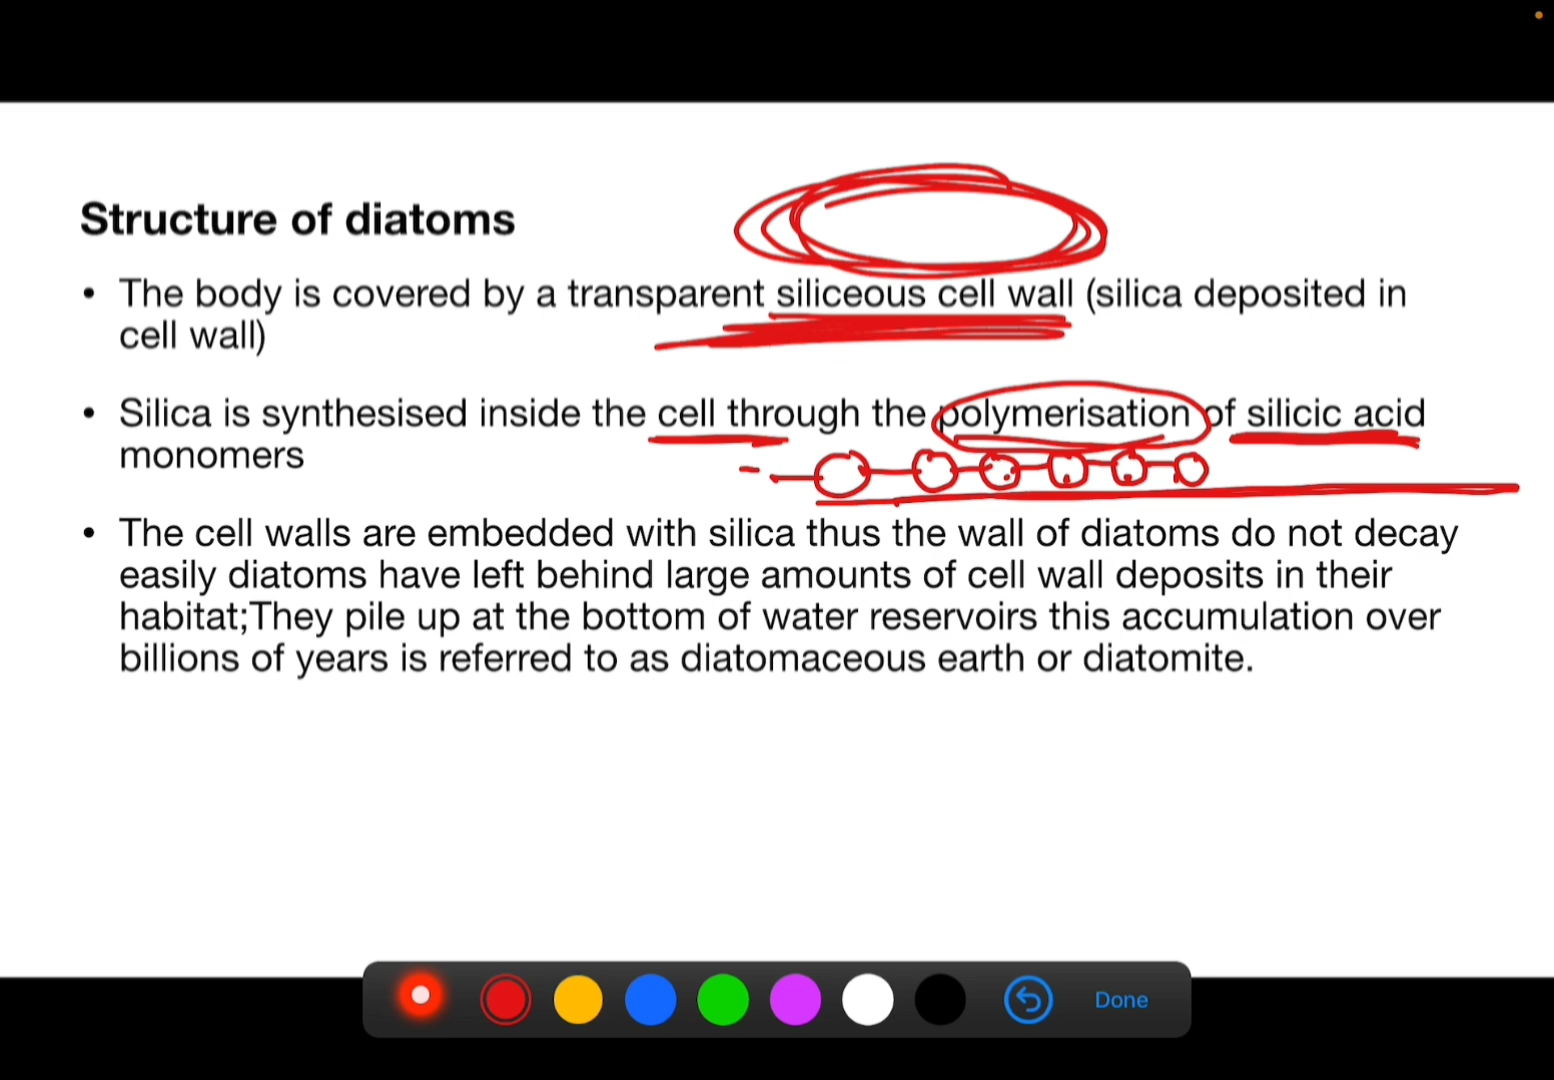 Structure of diatoms
• The body is covered by a transparent siliceous cell wall (silica deposited in
cell wall)
• Silica is synthesised inside the cell through the polymerisation of silicic acid
monomers
• The cell walls are embedded with silica thus the wall of diatoms do not decay
easily diatoms have left behind large amounts of cell wall deposits in their
habitat;They pile up at the bottom of water reservoirs this accumulation over
billions of years is referred to as diatomaceous earth or diatomite.
Done